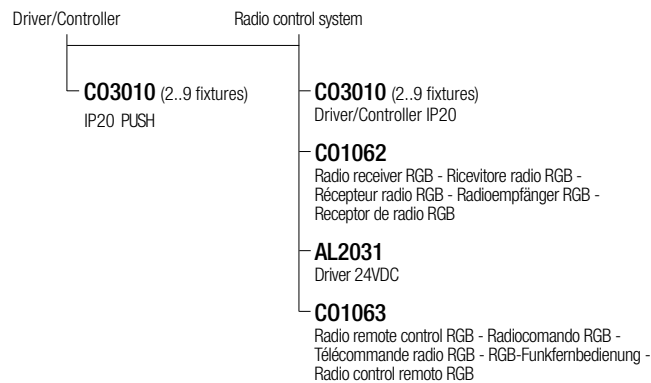 Driver/Controller
Radio control system
CO3010 (2..9 fixtures)
IP20 PUSH
CO3010 (2..9 fixtures)
Driver/Controller IP20
CO1062
Radio receiver RGB - Ricevitore radio RGB -
Récepteur radio RGB - Radioempfänger RGB -
Receptor de radio RGB
AL2031
Driver 24VDC
CO1063
Radio remote control RGB - Radiocomando RGB -
Télécommande radio RGB - RGB-Funkfernbedienung -
Radio control remoto RGB